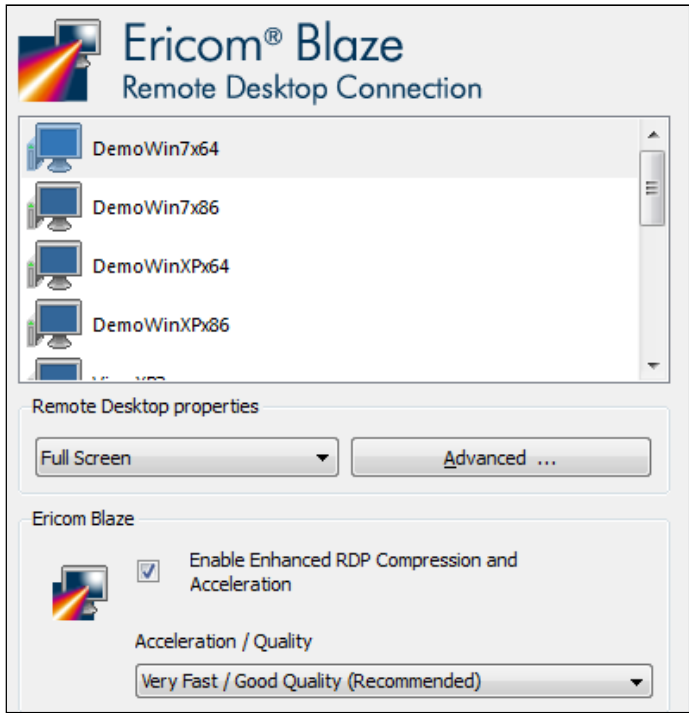 Ericom® Blaze
Remote Desktop Connection
DemoWin7x64
DemoWin7x86
DemoWinXPx64
DemoWinXPx86
Remote Desktop properties
Full Screen
Advanced ...
Ericom Blaze
Enable Enhanced RDP Compression and
Acceleration
Acceleration / Quality
Very Fast / Good Quality (Recommended)